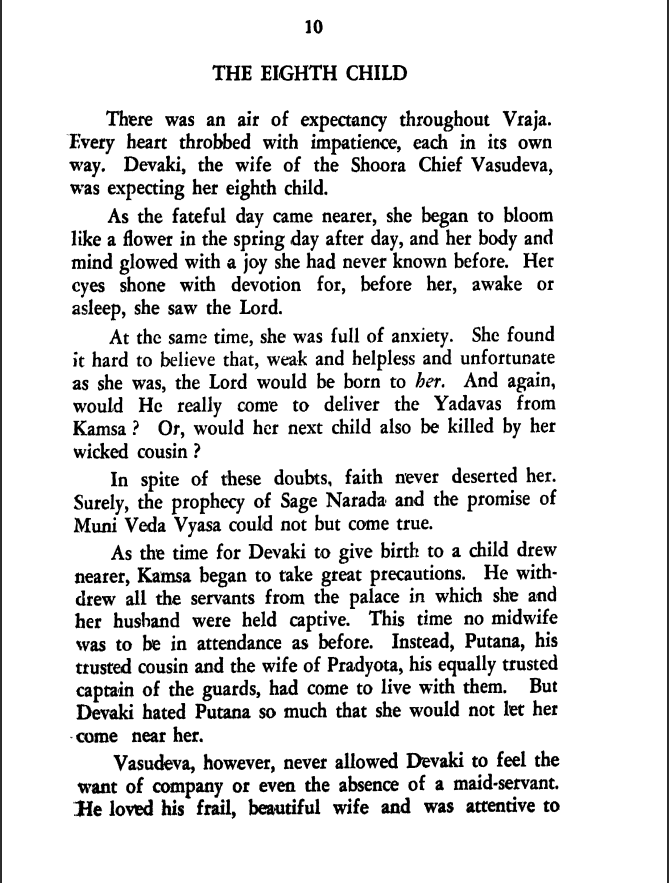 10
THE EIGHTH CHILD
There was an air of expectancy throughout Vraja.
Every heart throbbed with impatience, each in its own
way. Devaki, the wife of the Shoora Chief Vasudeva,
was expecting her eighth child.
As the fateful day came nearer, she began to bloom
like a flower in the spring day after day, and her body and
mind glowed with a joy she had never known before. Her
eyes shone with devotion for, before her, awake or
asleep, she saw the Lord.
At the same time, she was full of anxiety. She found
it hard to believe that, weak and helpless and unfortunate
as she was, the Lord would be born to her. And again,
would He really come to deliver the Yadavas from
Kamsa ? Or, would her next child also be killed by her
wicked cousin ?
In spite of these doubts, faith never deserted her.
Surely, the prophecy of Sage Narada and the promise of
Muni Veda Vyasa could not but come true.
As the time for Devaki to give birth to a child drew
nearer, Kamsa began to take great precautions. He with-
drew all the servants from the palace in which she and
her husband were held captive. This time no midwife
was to be in attendance as before. Instead, Putana, his
trusted cousin and the wife of Pradyota, his equally trusted
captain of the guards, had come to live with them. But
Devaki hated Putana so much that she would not let her
come near her.
Vasudeva, however, never allowed Devaki to feel the
want of company or even the absence of a maid-servant.
He loved his frail, beautiful wife and was attentive to